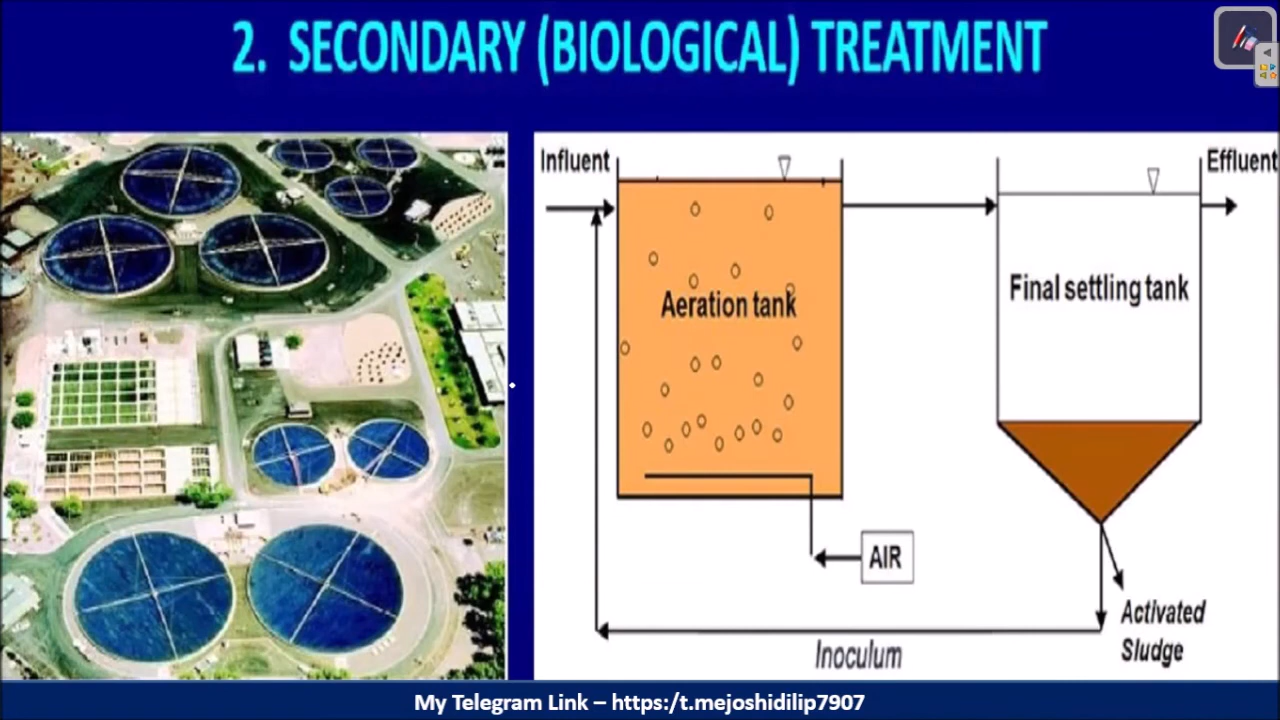 2. SECONDARY (BIOLOGICAL) TREATMENT
Influent
Effluent
Aeration tank
Final settling tank
AIR
Activated
Sludge
Inoculum
My Telegram Link – https:/t.mejoshidilip7907